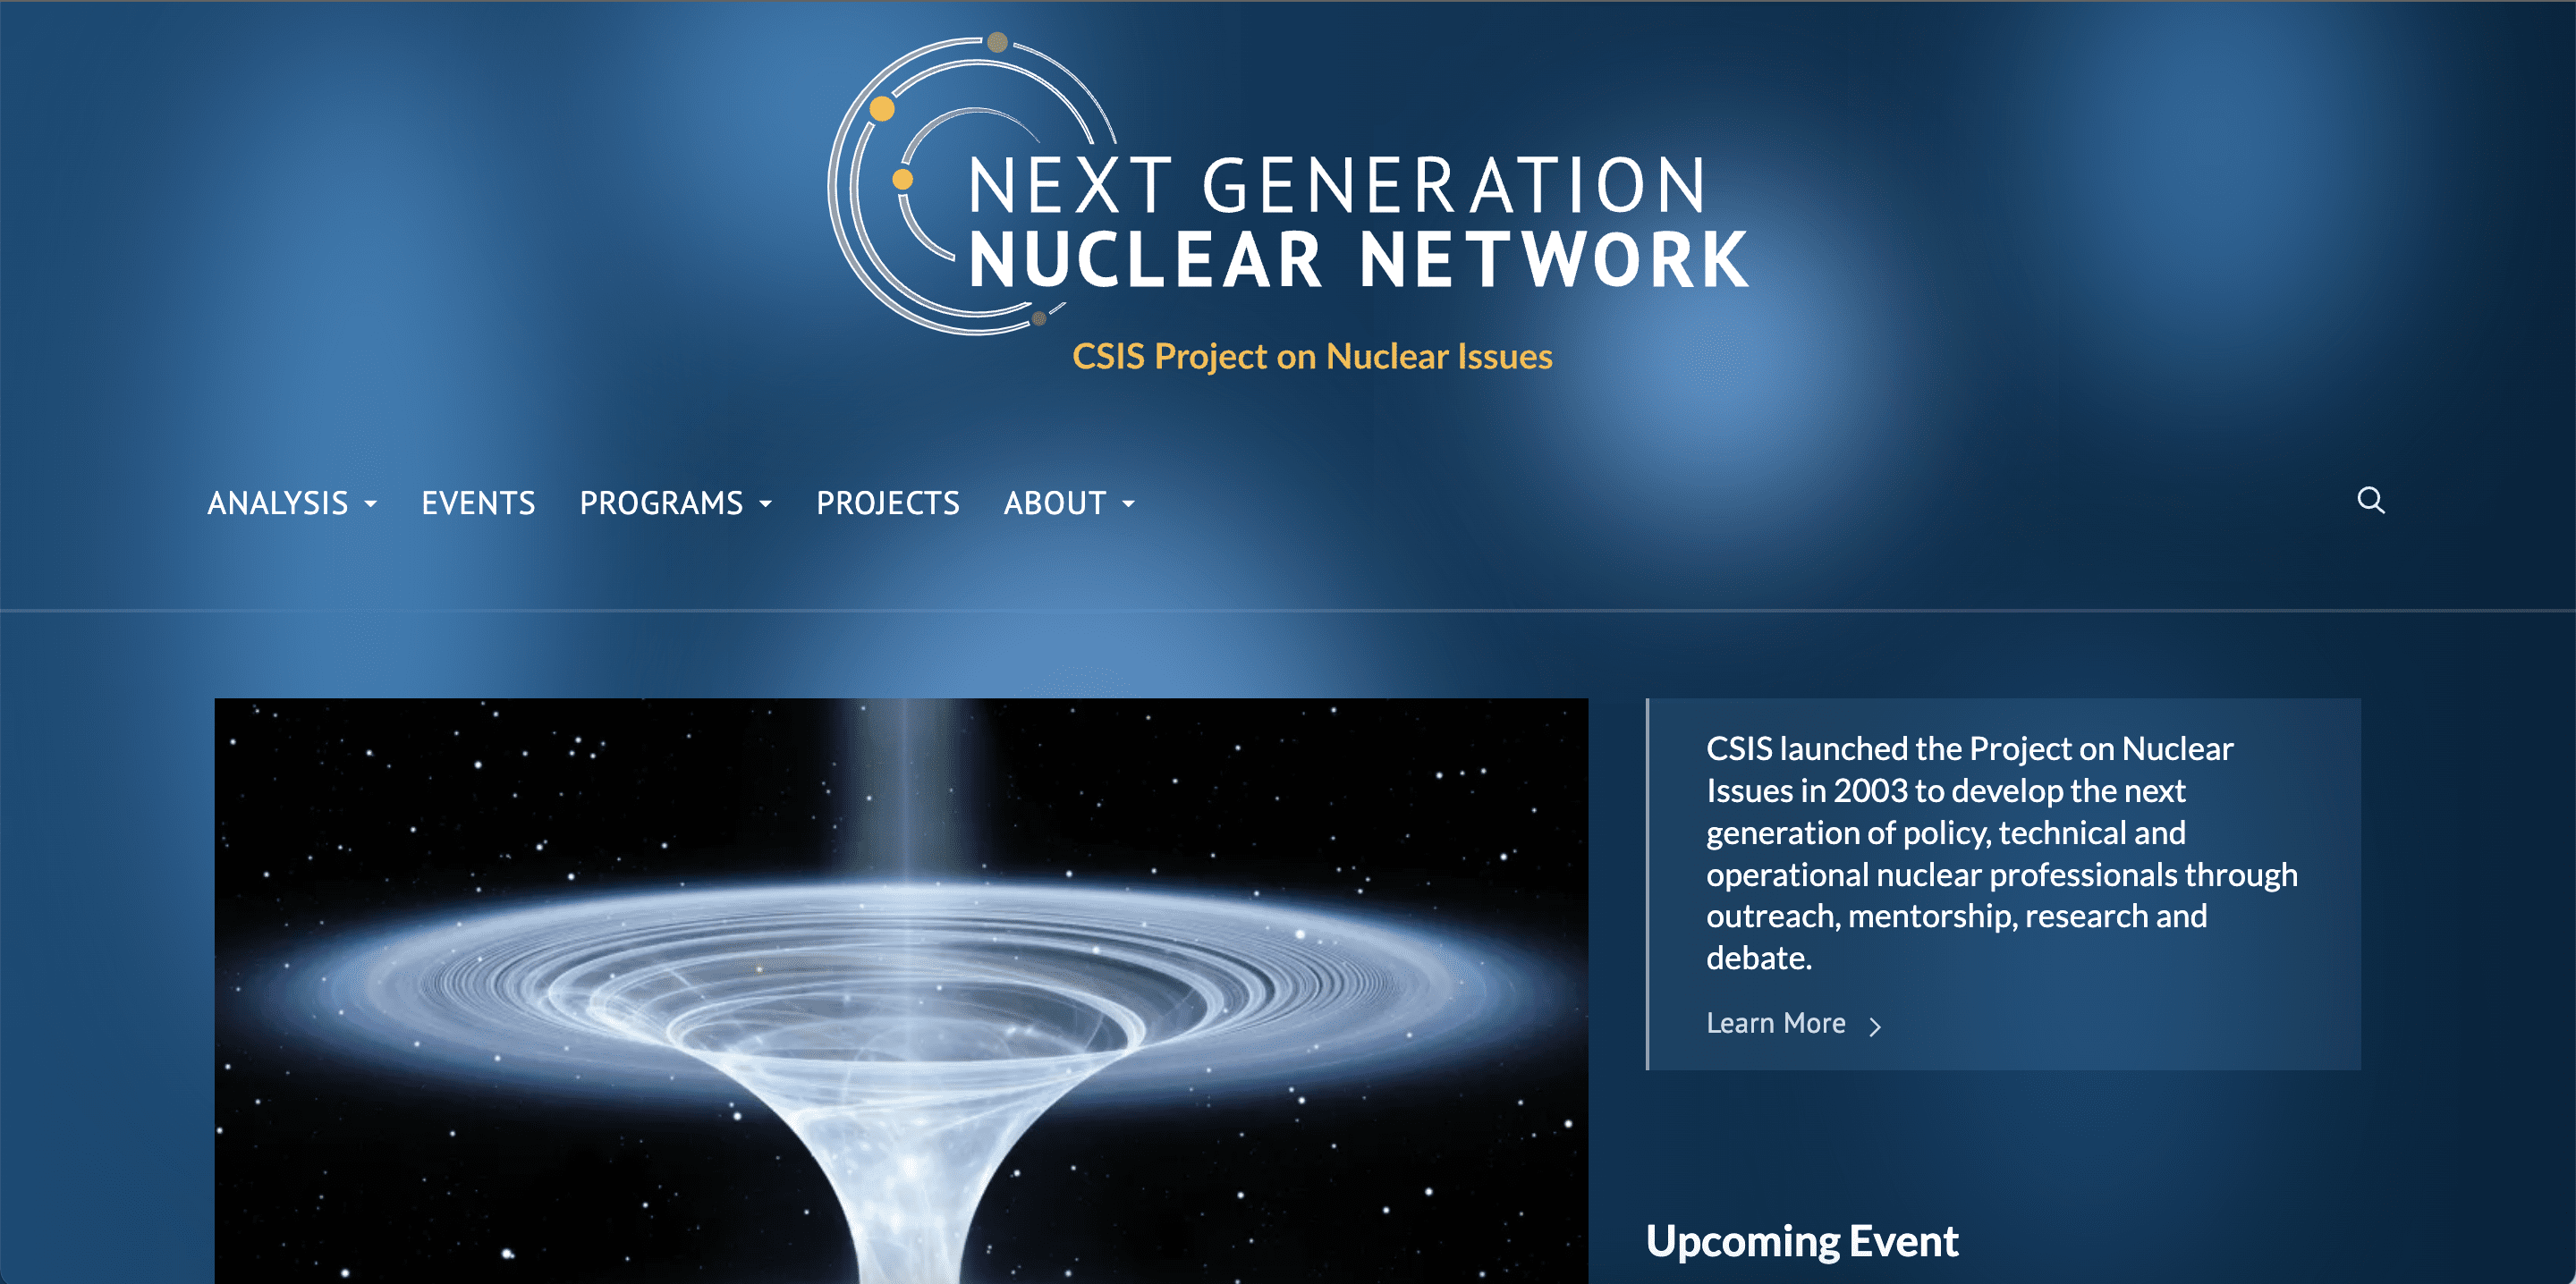 NEXT GENERATION
NUCLEAR NETWORK
CSIS Project on Nuclear Issues
ANALYSIS EVENTS PROGRAMS PROJECTS ABOUT
CSIS launched the Project on Nuclear
Issues in 2003 to develop the next
generation of policy, technical and
operational nuclear professionals through
outreach, mentorship, research and
debate.
Learn More
Upcoming Event